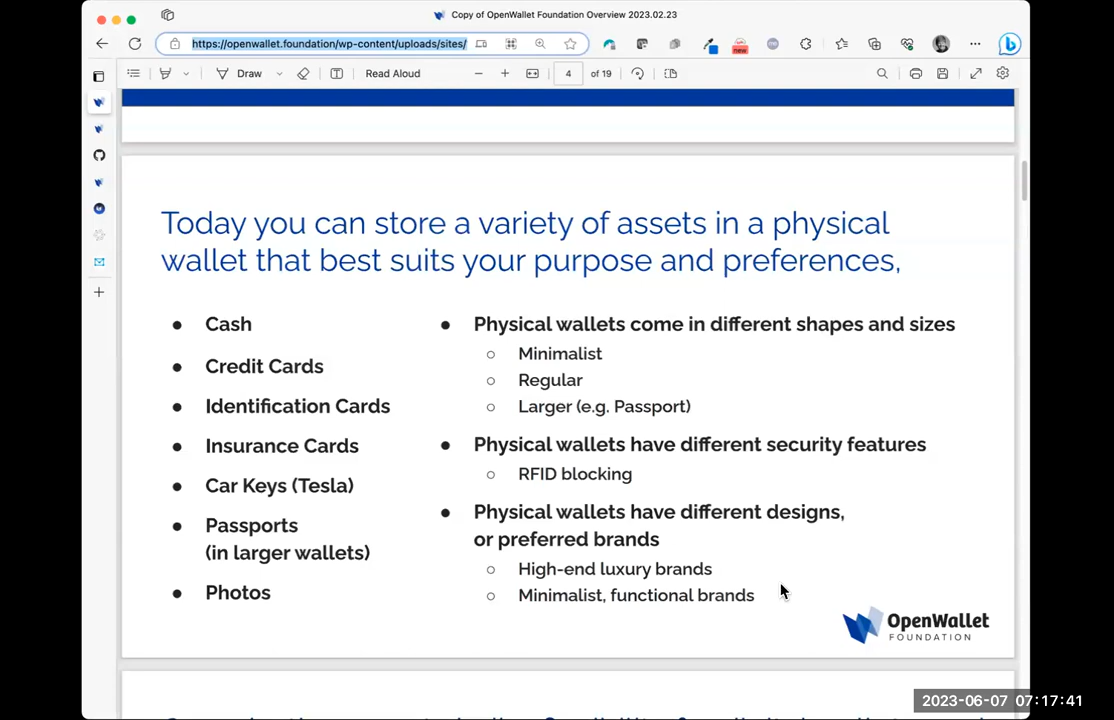 Copy of OpenWallet Foundation Overview 2023.02.23
https://openwallet.foundation/wp-content/uploads/sites/
new
Draw
Read Aloud
4
of 19
Today you can store a variety of assets in a physical
wallet that best suits your purpose and preferences,
Cash
Credit Cards
Identification Cards
Insurance Cards
Car Keys (Tesla)
Passports
(in larger wallets)
Photos
Physical wallets come in different shapes and sizes
Minimalist
Regular
Larger (e.g. Passport)
Physical wallets have different security features
RFID blocking
Physical wallets have different designs,
or preferred brands
High-end luxury brands
Minimalist, functional brands
OpenWallet
FOUNDATION
2023-06-07 07:17:41